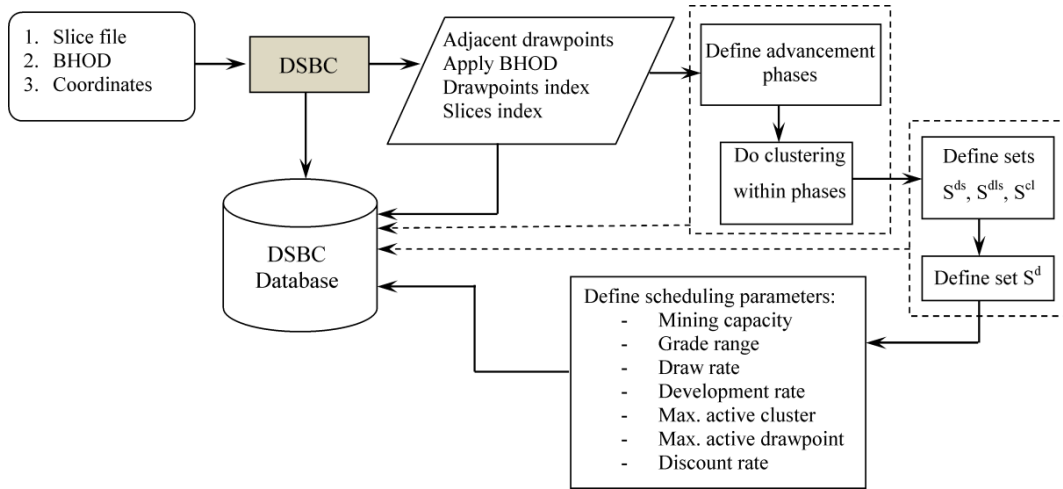 1. Slice file
2. BHOD
3. Coordinates
DSBC
Adjacent drawpoints
Apply BHOD
Drawpoints index
Slices index
Define advancement
phases
Do clustering
within phases
Define sets
S^ds, S^dls, S^cl
Define set S^d
DSBC
Database
Define scheduling parameters:
- Mining capacity
- Grade range
- Draw rate
- Development rate
- Max. active cluster
- Max. active drawpoint
- Discount rate